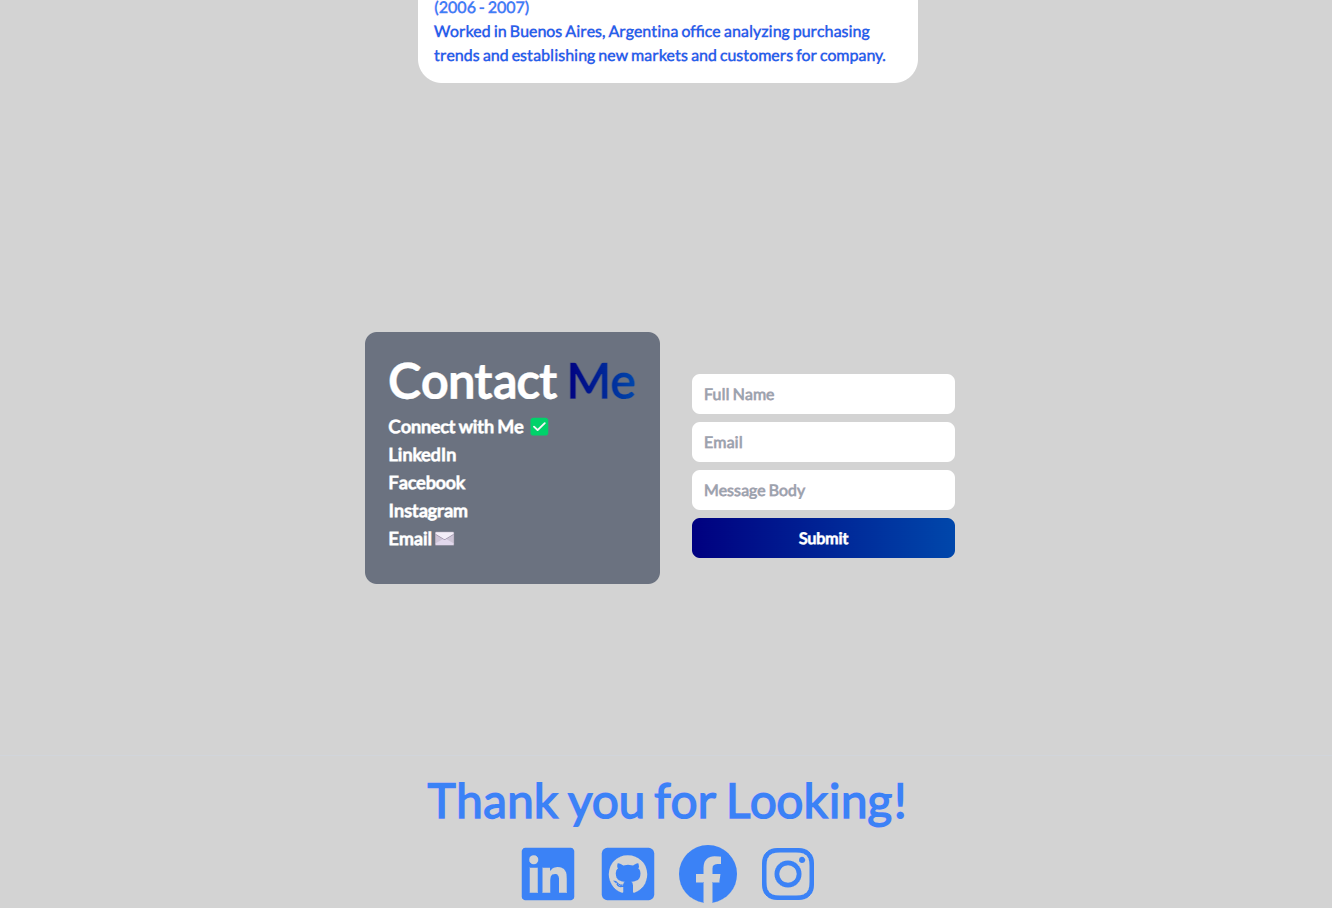 (2006 - 2007)
Worked in Buenos Aires, Argentina office analyzing purchasing
trends and establishing new markets and customers for company.
Contact Me
Connect with Me ✅
LinkedIn
Facebook
Instagram
Email ✉️
Full Name
Email
Message Body
Submit
Thank you for Looking!
in